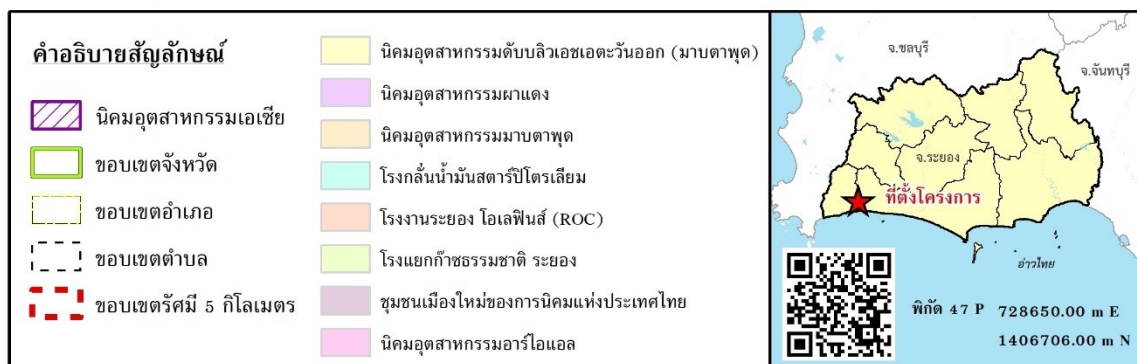 คำอธิบายสัญลักษณ์
นิคมอุตสาหกรรมเอเซีย
ขอบเขตจังหวัด
ขอบเขตอำเภอ
ขอบเขตตำบล
ขอบเขตรัศมี 5 กิโลเมตร
นิคมอุตสาหกรรมดับบลิวเอชเอตะวันออก (มาบตาพุด)
นิคมอุตสาหกรรมผาแดง
นิคมอุตสาหกรรมมาบตาพุด
โรงกลั่นน้ำมันสตาร์ปิโตรเลียม
โรงงานระยอง โอเลฟินส์ (ROC)
โรงแยกก๊าซธรรมชาติ ระยอง
ชุมชนเมืองใหม่ของการนิคมแห่งประเทศไทย
นิคมอุตสาหกรรมอาร์ไอแอล
จ.ชลบุรี
จ.จันทบุรี
จ.ระยอง
ที่ตั้งโครงการ
อ่าวไทย
พิกัด 47 P 728650.00 m E
1406706.00 m N